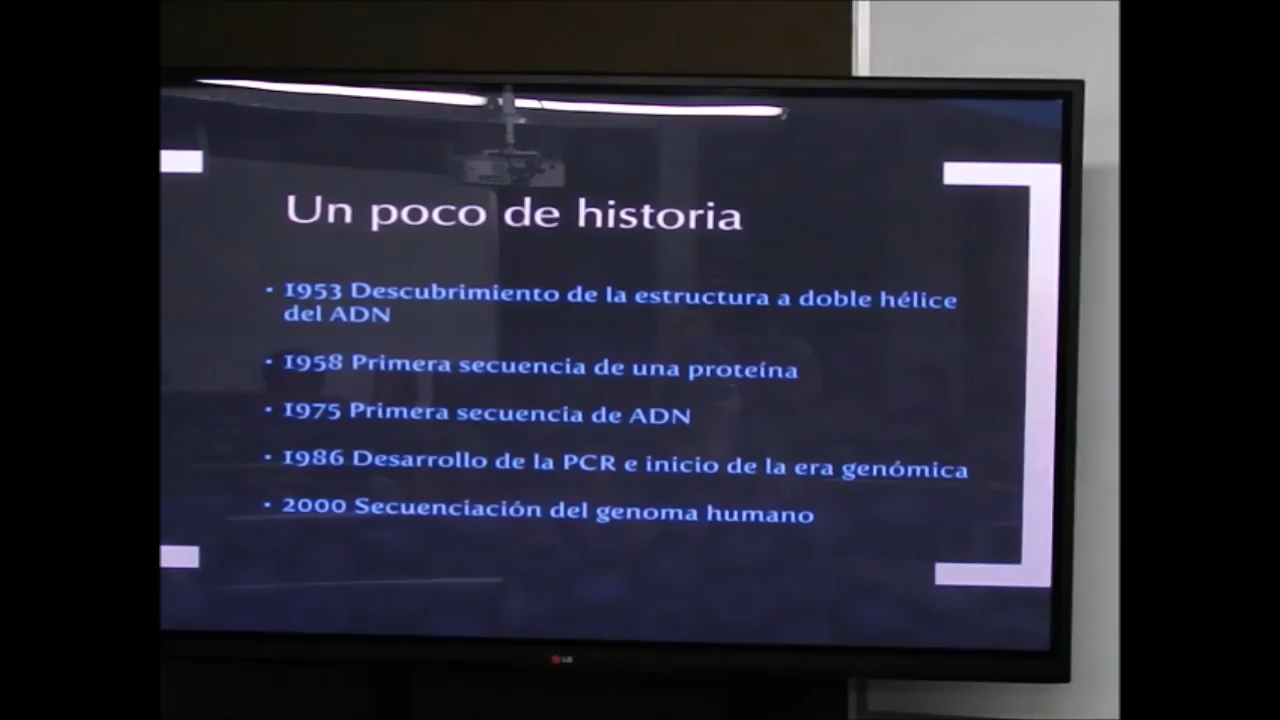 Un poco de historia
• 1953 Descubrimiento de la estructura a doble hélice
del ADN
• 1958 Primera secuencia de una proteína
• 1975 Primera secuencia de ADN
• 1986 Desarrollo de la PCR e inicio de la era genómica
• 2000 Secuenciación del genoma humano
LG